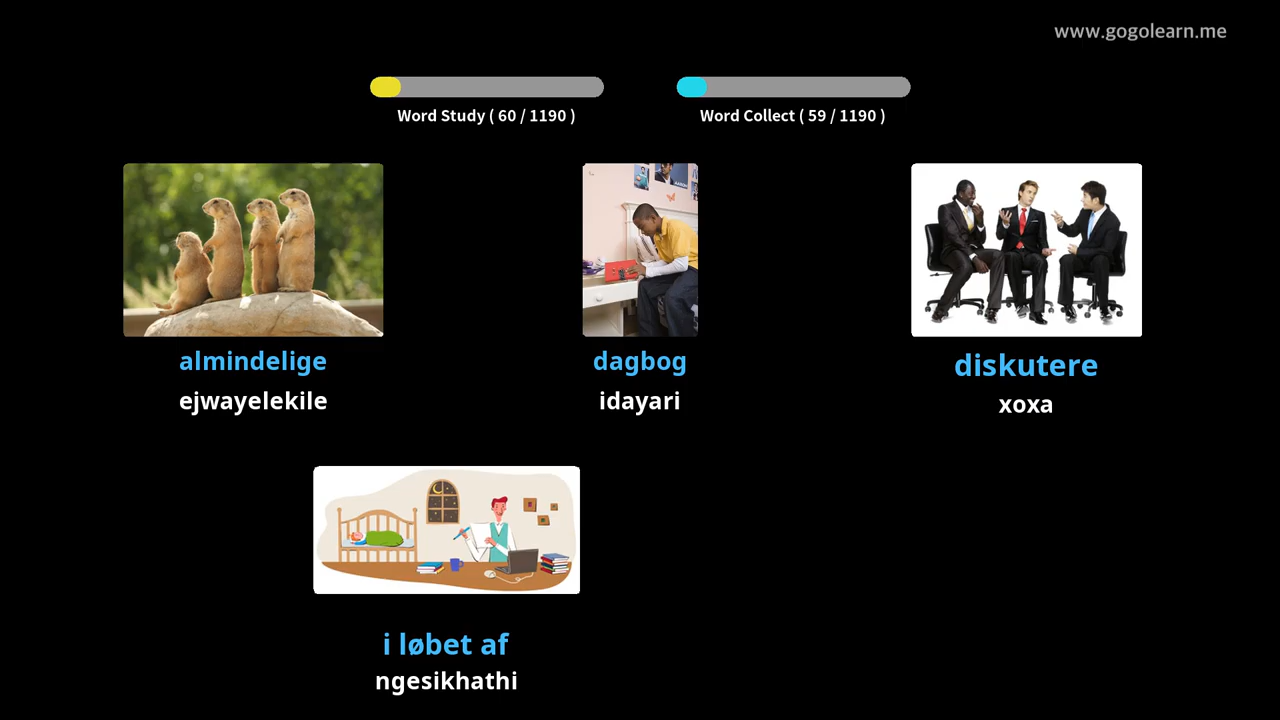 www.gogolearn.me
Word Study ( 60 / 1190 )
Word Collect ( 59 / 1190 )
almindelige
ejwayelekile
dagbog
idayari
diskutere
xoxa
i løbet af
ngesikhathi